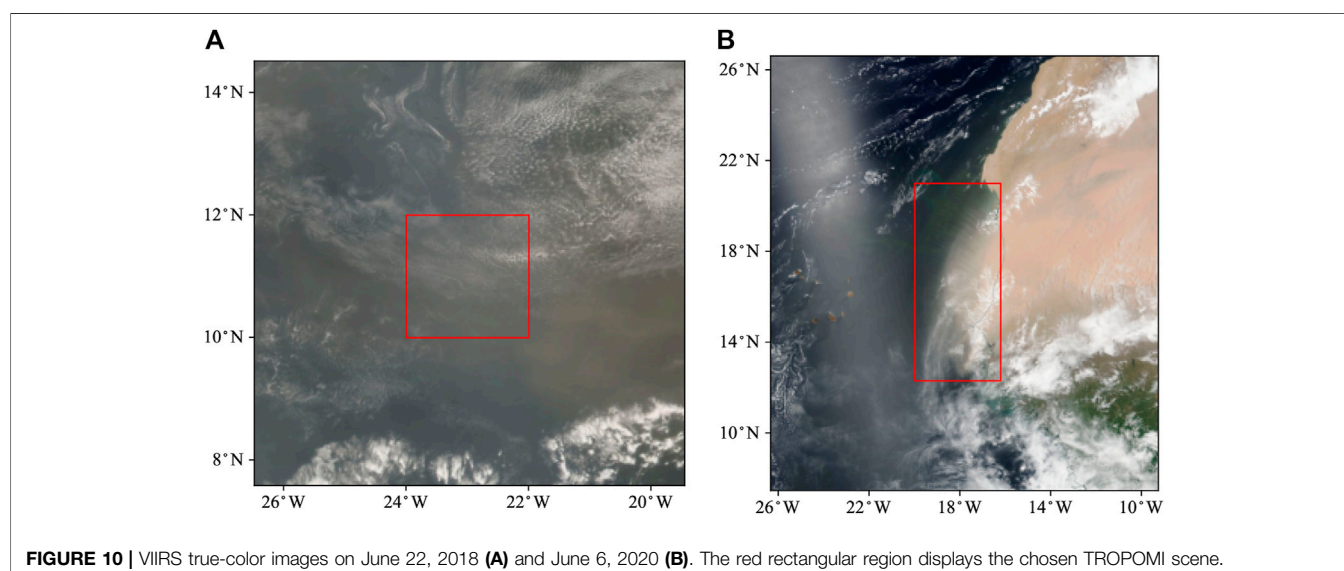 A
B
14°N
12°N
10°N
8°N
26°W
24°W
22°W
20°W
26°N
22°N
18°N
14°N
10°N
26°W
22°W
18°W
14°W
10°W
FIGURE 10 | VIIRS true-color images on June 22, 2018 (A) and June 6, 2020 (B). The red rectangular region displays the chosen TROPOMI scene.